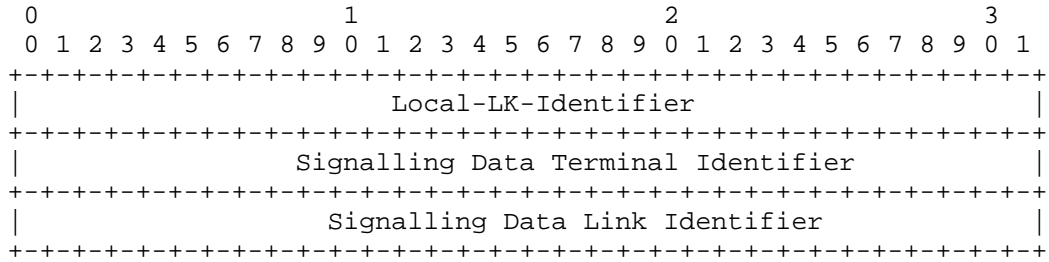 0                   1                   2                   3
 0 1 2 3 4 5 6 7 8 9 0 1 2 3 4 5 6 7 8 9 0 1 2 3 4 5 6 7 8 9 0 1
+-+-+-+-+-+-+-+-+-+-+-+-+-+-+-+-+-+-+-+-+-+-+-+-+-+-+-+-+-+-+-+-+
|                       Local-LK-Identifier                     |
+-+-+-+-+-+-+-+-+-+-+-+-+-+-+-+-+-+-+-+-+-+-+-+-+-+-+-+-+-+-+-+-+
|                 Signalling Data Terminal Identifier           |
+-+-+-+-+-+-+-+-+-+-+-+-+-+-+-+-+-+-+-+-+-+-+-+-+-+-+-+-+-+-+-+-+
|                   Signalling Data Link Identifier             |
+-+-+-+-+-+-+-+-+-+-+-+-+-+-+-+-+-+-+-+-+-+-+-+-+-+-+-+-+-+-+-+-+